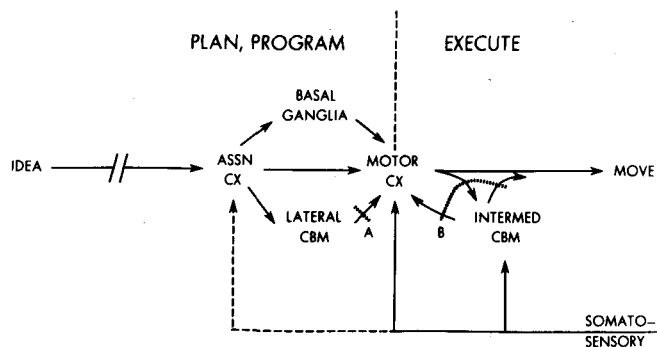 PLAN, PROGRAM
EXECUTE
BASAL
GANGLIA
IDEA
ASSN
CX
MOTOR
CX
MOVE
LATERAL
CBM
A
B
INTERMED
CBM
SOMATO–
SENSORY